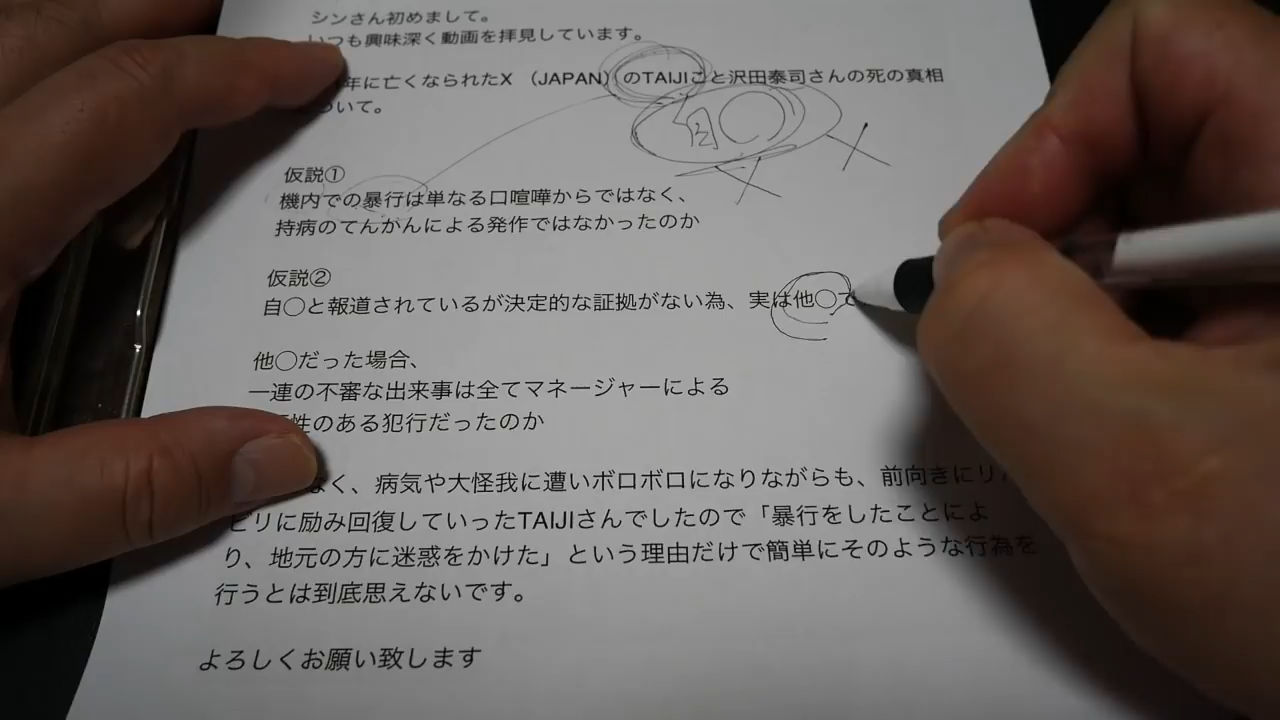 シンさん初めまして。
いつも興味深く動画を拝見しています。
年に亡くなられたX (JAPAN) のTAIJIこと沢田泰司さんの死の真相
ついて。
仮説①
機内での暴行は単なる口喧嘩からではなく、
持病のてんかんによる発作ではなかったのか
仮説②
自◯と報道されているが決定的な証拠がない為、実は他◯で
他◯だった場合、
一連の不審な出来事は全てマネージャーによる
性のある犯行だったのか
なく、病気や大怪我に遭いボロボロになりながらも、前向きにリハ
ビリに励み回復していったTAIJIさんでしたので「暴行をしたことによ
り、地元の方に迷惑をかけた」という理由だけで簡単にそのような行為を
行うとは到底思えないです。
よろしくお願い致します